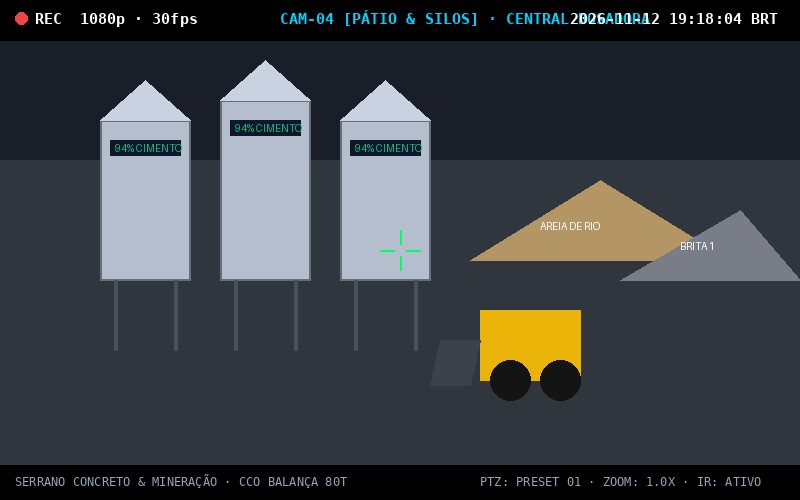 REC 1080p · 30fps
CAM-04 [PÁTIO & SILOS] · CENTRAL DOSADORA
2026-11-12 19:18:04 BRT
94%CIMENTO
94%CIMENTO
94%CIMENTO
AREIA DE RIO
BRITA 1
SERRANO CONCRETO & MINERAÇÃO · CCO BALANÇA 80T
PTZ: PRESET 01 · ZOOM: 1.0X · IR: ATIVO